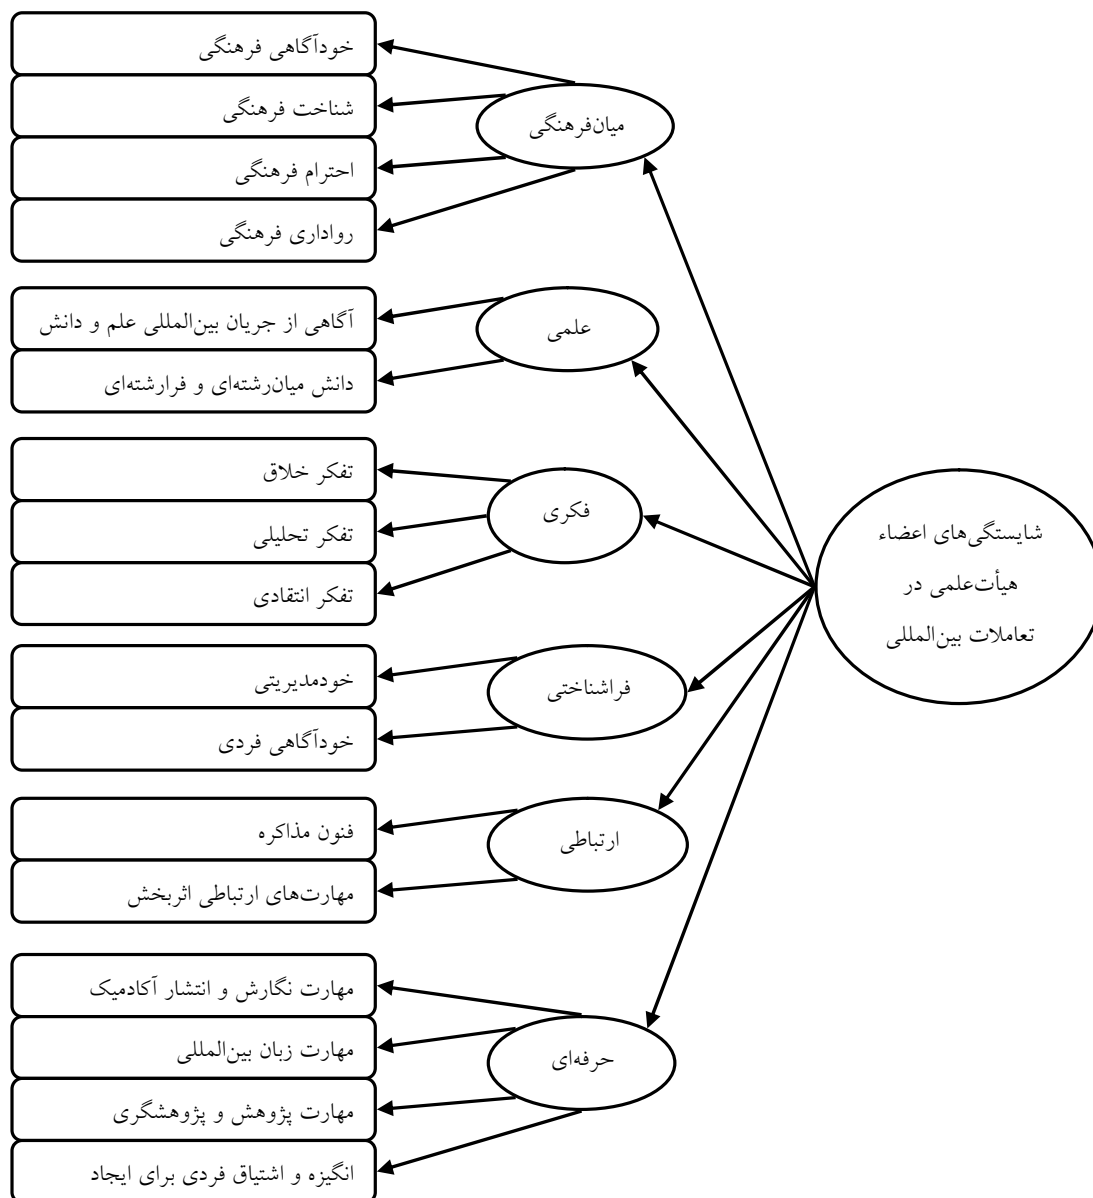 شایستگی‌های اعضاء
هیأت‌علمی در
تعاملات بین‌المللی
میان‌فرهنگی
خودآگاهی فرهنگی
شناخت فرهنگی
احترام فرهنگی
رواداری فرهنگی
علمی
آگاهی از جریان بین‌المللی علم و دانش
دانش میان‌رشته‌ای و فرارشته‌ای
فکری
تفکر خلاق
تفکر تحلیلی
تفکر انتقادی
فراشناختی
خودمدیریتی
خودآگاهی فردی
ارتباطی
فنون مذاکره
مهارت‌های ارتباطی اثربخش
حرفه‌ای
مهارت نگارش و انتشار آکادمیک
مهارت زبان بین‌المللی
مهارت پژوهش و پژوهشگری
انگیزه و اشتیاق فردی برای ایجاد